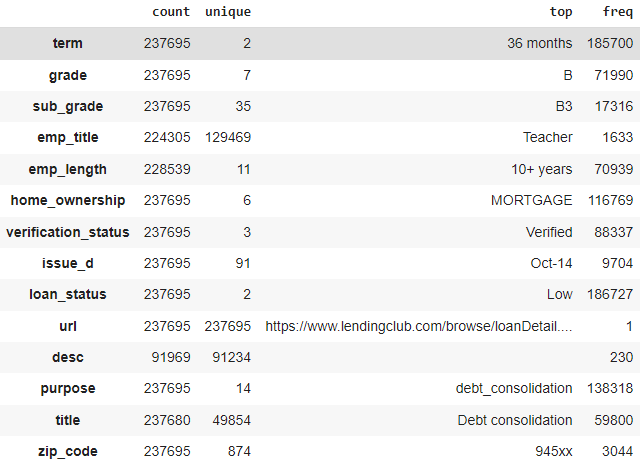 count unique top freq
term 237695 2 36 months 185700
grade 237695 7 B 71990
sub_grade 237695 35 B3 17316
emp_title 224305 129469 Teacher 1633
emp_length 228539 11 10+ years 70939
home_ownership 237695 6 MORTGAGE 116769
verification_status 237695 3 Verified 88337
issue_d 237695 91 Oct-14 9704
loan_status 237695 2 Low 186727
url 237695 237695 https://www.lendingclub.com/browse/loanDetail.... 1
desc 91969 91234 230
purpose 237695 14 debt_consolidation 138318
title 237680 49854 Debt consolidation 59800
zip_code 237695 874 945xx 3044